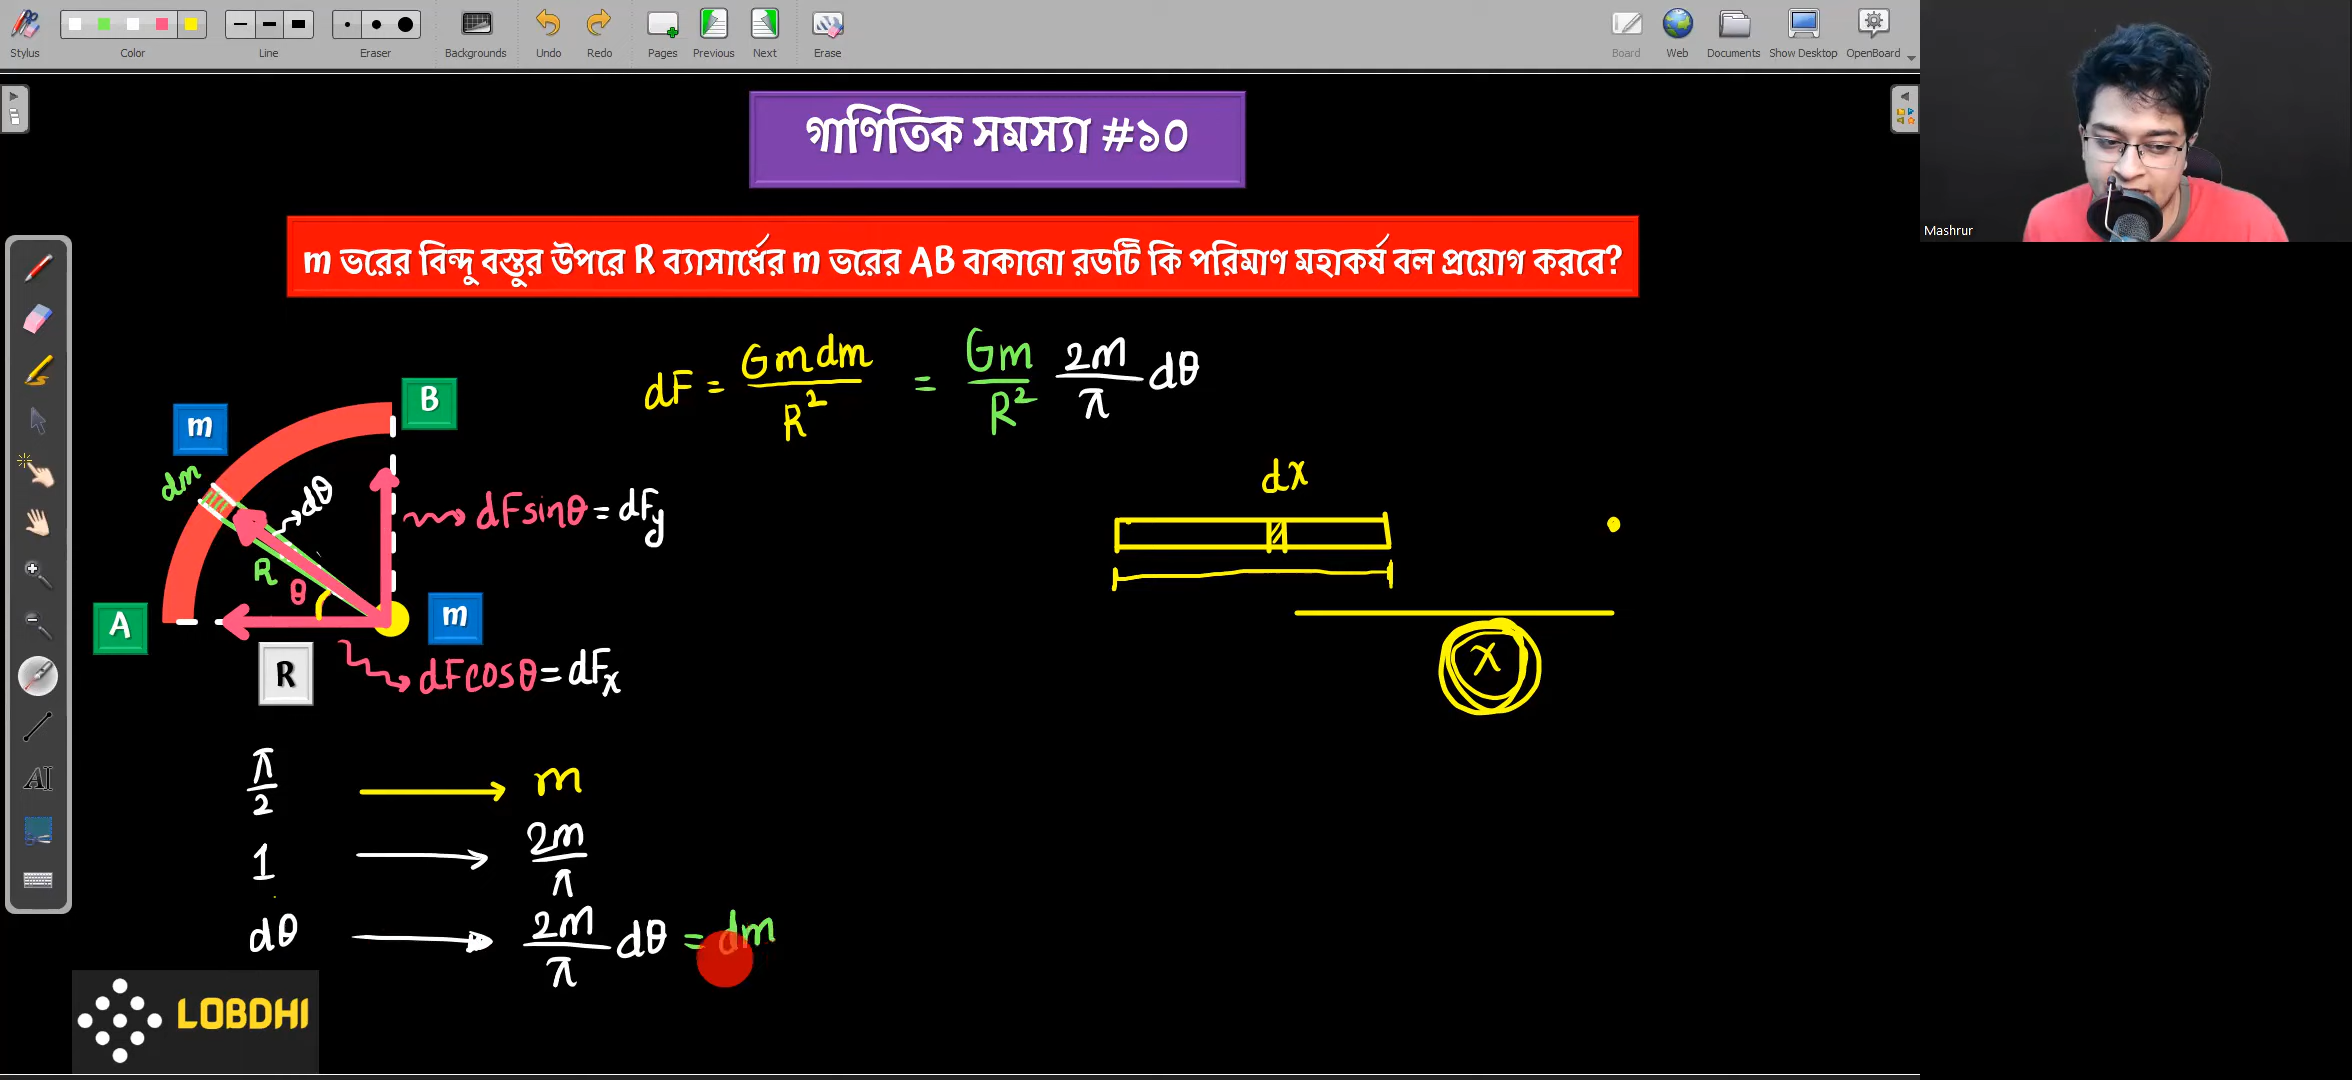 Stylus
Color
Line
Eraser
Backgrounds
Undo
Redo
Pages
Previous
Next
Erase
Board
Web
Documents
Show Desktop
OpenBoard
Mashrur
গাণিতিক সমস্যা #১০
m ভরের বিন্দু বস্তুর উপরে R ব্যাসার্ধের m ভরের AB বাকানো রডটি কি পরিমাণ মহাকর্ষ বল প্রয়োগ করবে?
dF = Gmdm/R² = Gm/R² 2m/π dθ
B
m
dm
dθ
dFsinθ = dFy
R
θ
A
m
R
dFcosθ = dFx
dx
x
π/2 → m
1 → 2m/π
dθ → 2m/π dθ = dm
AI
LOBDHI